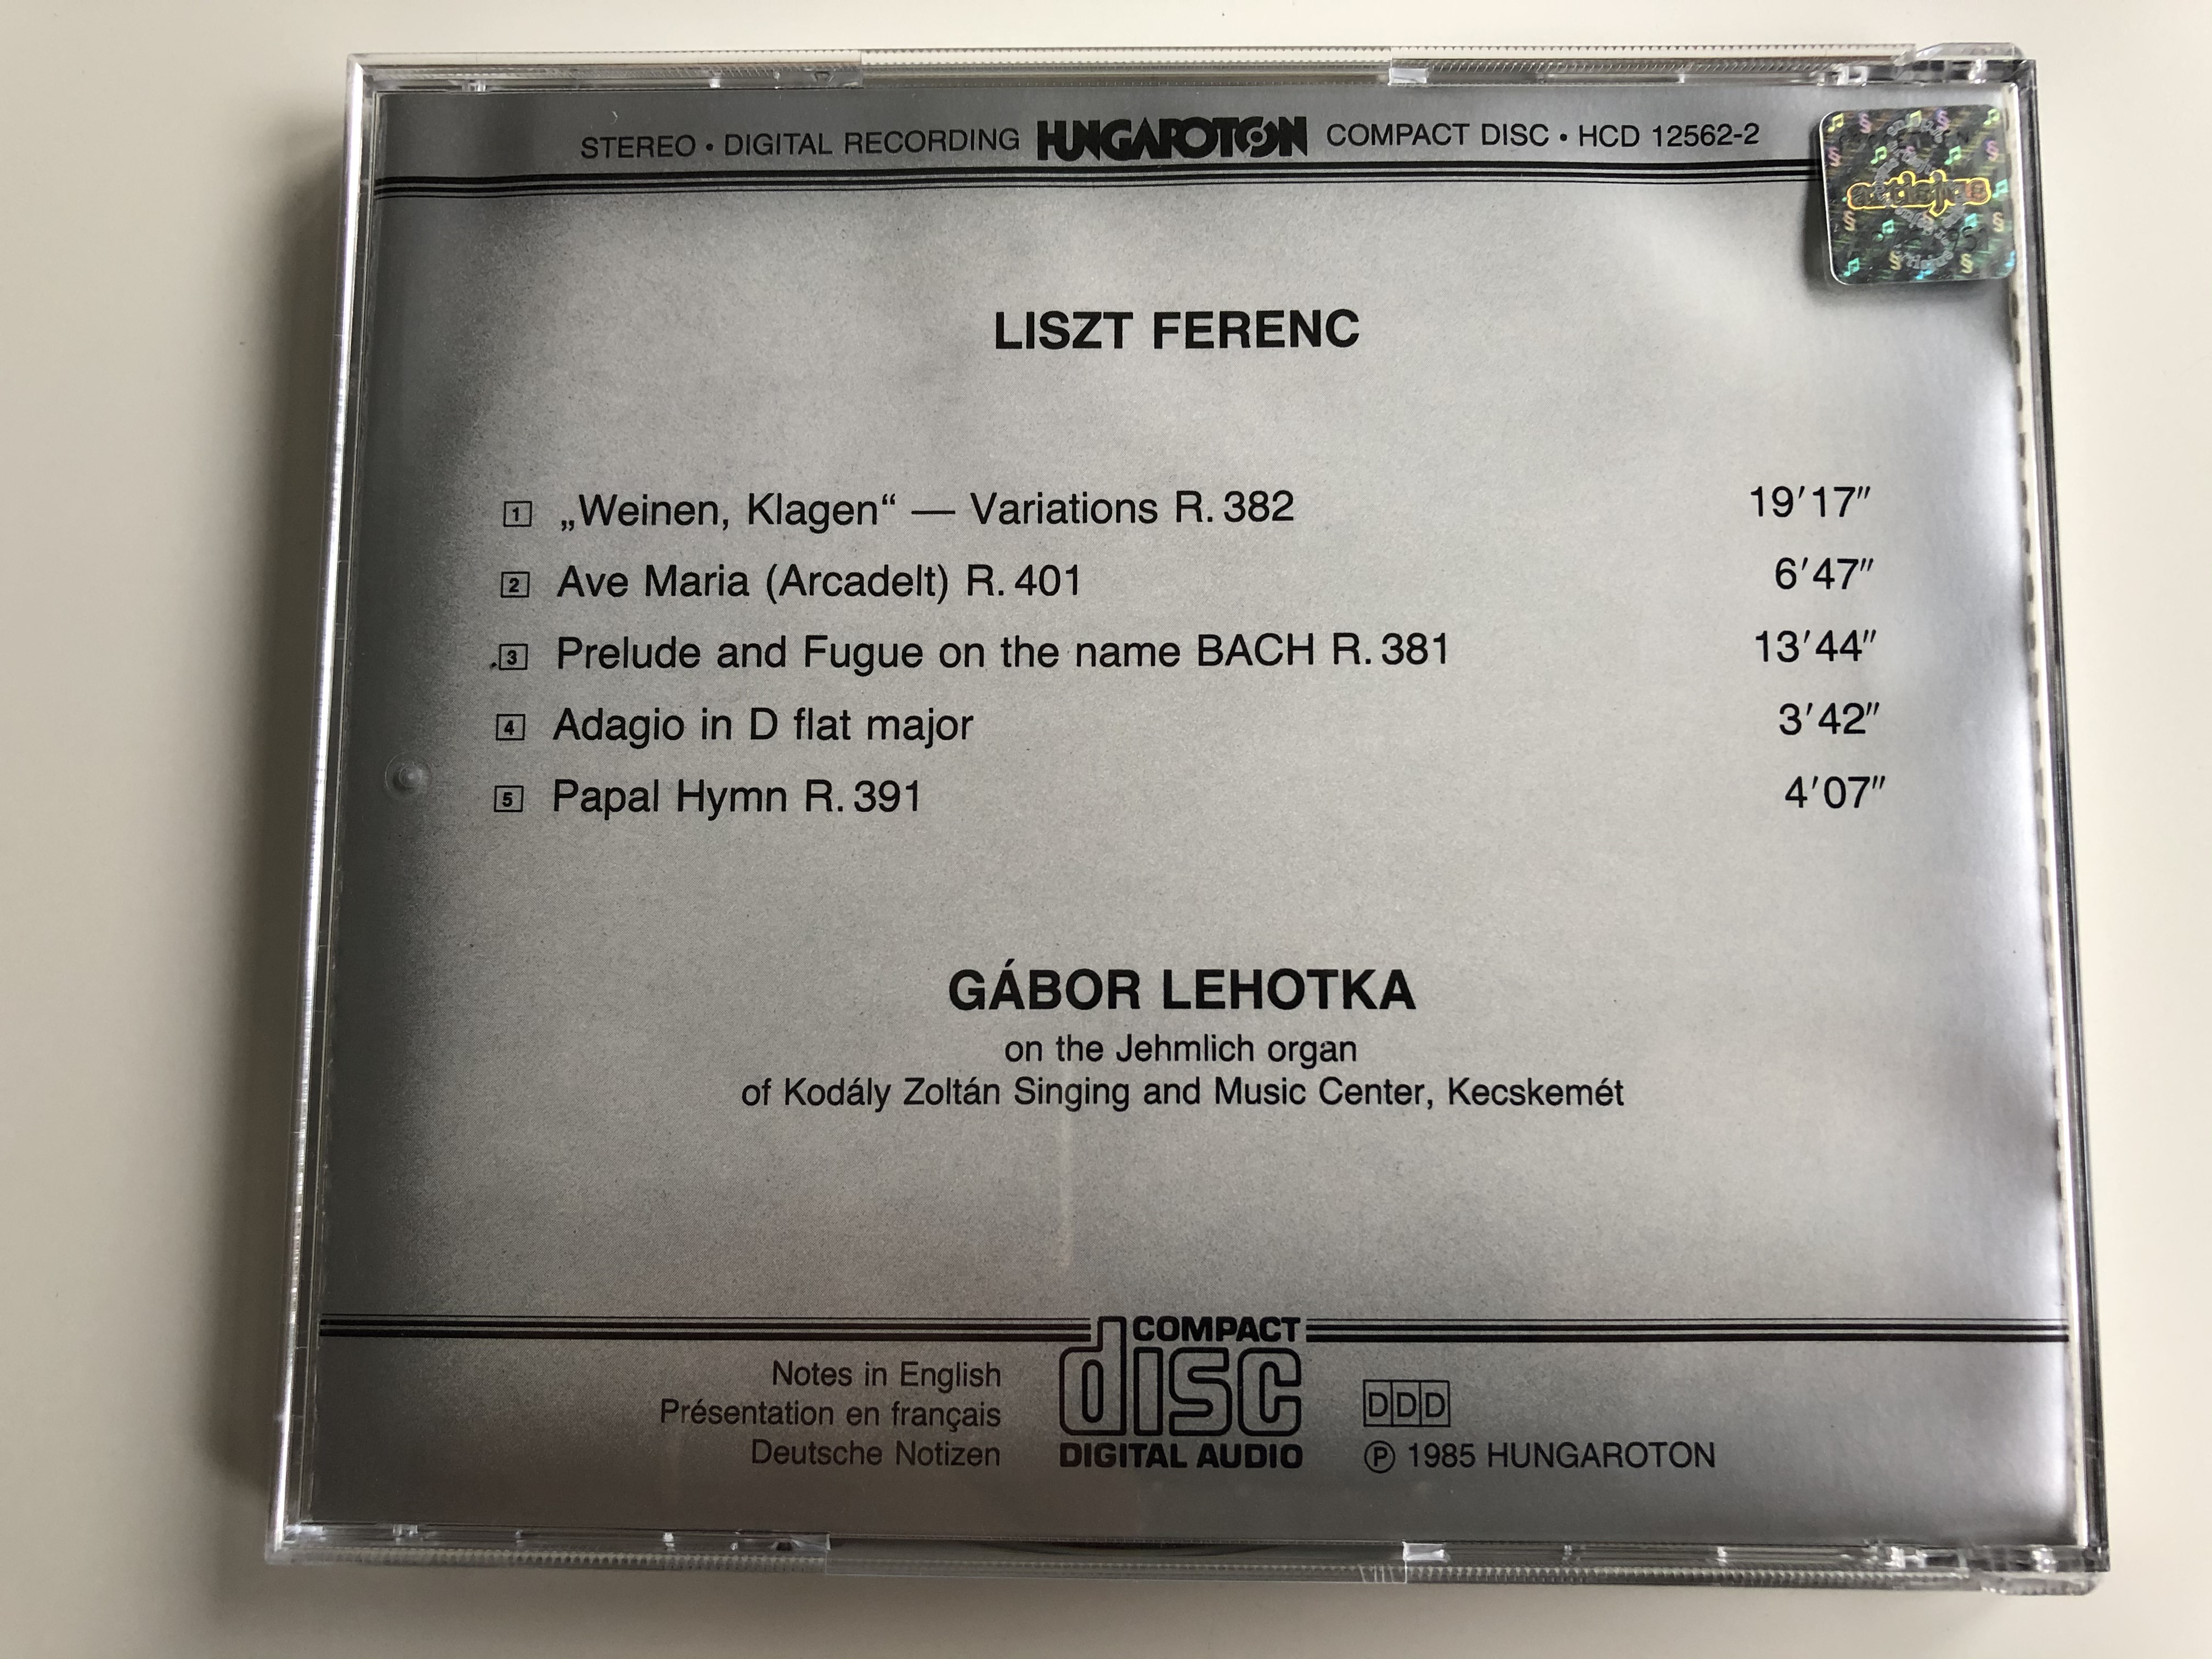 STEREO • DIGITAL RECORDING HUNGAROTON COMPACT DISC • HCD 12562-2
LISZT FERENC
1 „Weinen, Klagen“ — Variations R. 382 19′17″
2 Ave Maria (Arcadelt) R. 401 6′47″
3 Prelude and Fugue on the name BACH R. 381 13′44″
4 Adagio in D flat major 3′42″
5 Papal Hymn R. 391 4′07″
GÁBOR LEHOTKA
on the Jehmlich organ
of Kodály Zoltán Singing and Music Center, Kecskemét
Notes in English
Présentation en français
Deutsche Notizen
COMPACT
disc
DIGITAL AUDIO
DDD
℗ 1985 HUNGAROTON